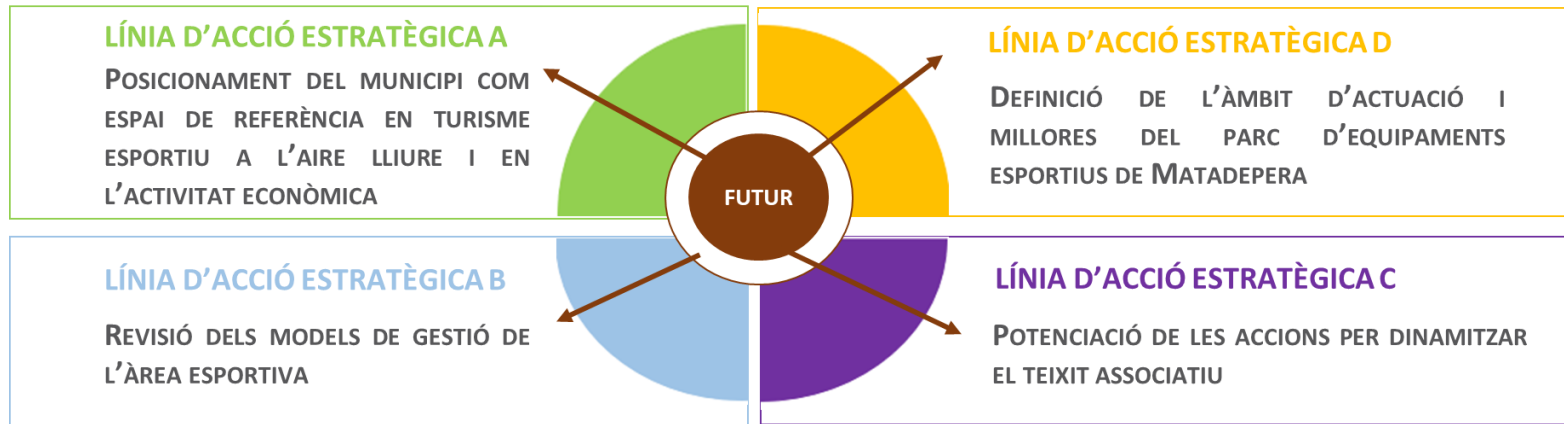 LÍNIA D'ACCIÓ ESTRATÈGICA A
POSICIONAMENT DEL MUNICIPI COM
ESPAI DE REFERÈNCIA EN TURISME
ESPORTIU A L'AIRE LLIURE I EN
L'ACTIVITAT ECONÒMICA
LÍNIA D'ACCIÓ ESTRATÈGICA D
DEFINICIÓ DE L'ÀMBIT D'ACTUACIÓ I
MILLORES DEL PARC D'EQUIPAMENTS
ESPORTIUS DE MATADEPERA
FUTUR
LÍNIA D'ACCIÓ ESTRATÈGICA B
REVISIÓ DELS MODELS DE GESTIÓ DE
L'ÀREA ESPORTIVA
LÍNIA D'ACCIÓ ESTRATÈGICA C
POTENCIACIÓ DE LES ACCIONS PER DINAMITZAR
EL TEIXIT ASSOCIATIU